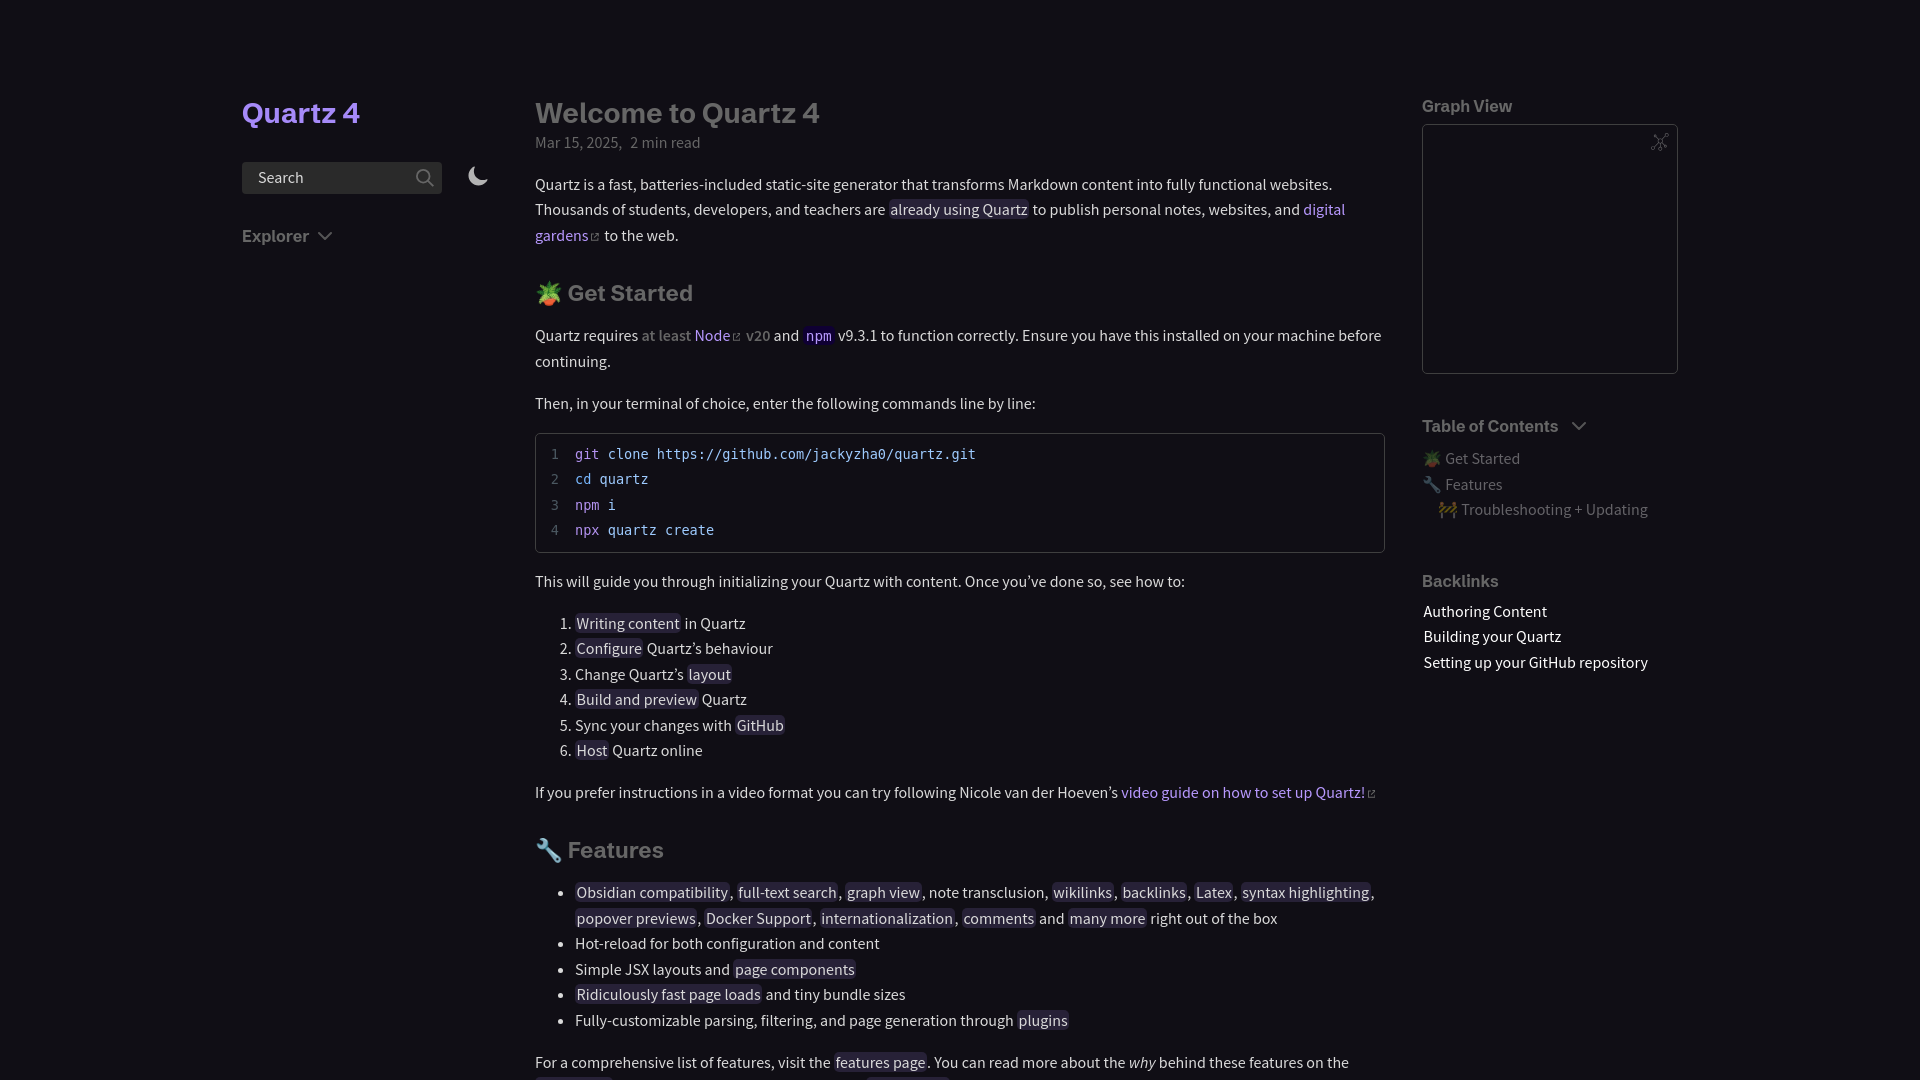 Quartz 4
Search
Explorer
Welcome to Quartz 4
Mar 15, 2025, 2 min read
Quartz is a fast, batteries-included static-site generator that transforms Markdown content into fully functional websites.
Thousands of students, developers, and teachers are already using Quartz to publish personal notes, websites, and digital
gardens to the web.
🪴 Get Started
Quartz requires at least Node v20 and npm v9.3.1 to function correctly. Ensure you have this installed on your machine before
continuing.
Then, in your terminal of choice, enter the following commands line by line:
1 git clone https://github.com/jackyzha0/quartz.git
2 cd quartz
3 npm i
4 npx quartz create
This will guide you through initializing your Quartz with content. Once you’ve done so, see how to:
1. Writing content in Quartz
2. Configure Quartz’s behaviour
3. Change Quartz’s layout
4. Build and preview Quartz
5. Sync your changes with GitHub
6. Host Quartz online
If you prefer instructions in a video format you can try following Nicole van der Hoeven’s video guide on how to set up Quartz!
🔧 Features
• Obsidian compatibility, full-text search, graph view, note transclusion, wikilinks, backlinks, Latex, syntax highlighting,
popover previews, Docker Support, internationalization, comments and many more right out of the box
• Hot-reload for both configuration and content
• Simple JSX layouts and page components
• Ridiculously fast page loads and tiny bundle sizes
• Fully-customizable parsing, filtering, and page generation through plugins
For a comprehensive list of features, visit the features page. You can read more about the why behind these features on the
Graph View
Table of Contents
🪴 Get Started
🔧 Features
🚧 Troubleshooting + Updating
Backlinks
Authoring Content
Building your Quartz
Setting up your GitHub repository